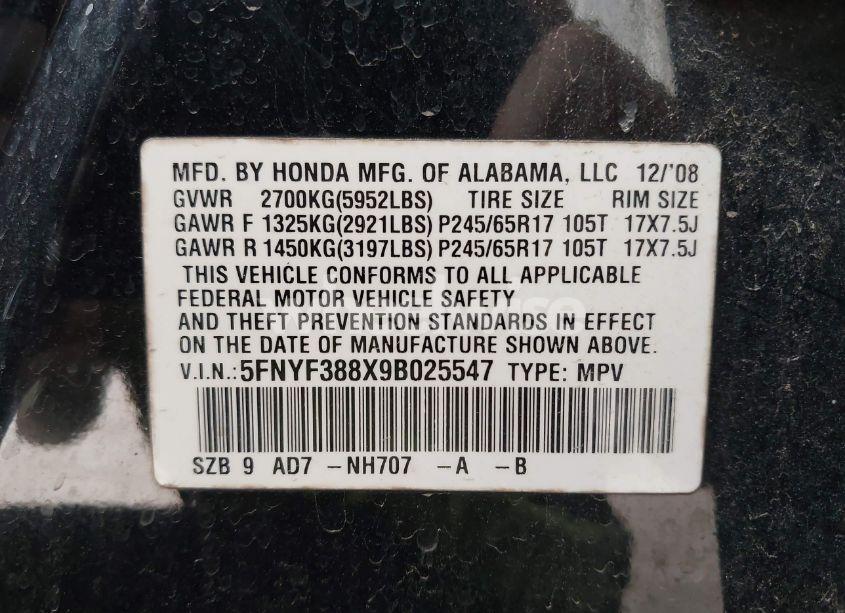 MFD. BY HONDA MFG. OF ALABAMA, LLC 12/'08
GVWR 2700KG(5952LBS) TIRE SIZE RIM SIZE
GAWR F 1325KG(2921LBS) P245/65R17 105T 17X7.5J
GAWR R 1450KG(3197LBS) P245/65R17 105T 17X7.5J
THIS VEHICLE CONFORMS TO ALL APPLICABLE
FEDERAL MOTOR VEHICLE SAFETY
AND THEFT PREVENTION STANDARDS IN EFFECT
ON THE DATE OF MANUFACTURE SHOWN ABOVE.
V.I.N.:5FNYF388X9B025547 TYPE: MPV
SZB 9 AD7 -NH707 -A -B